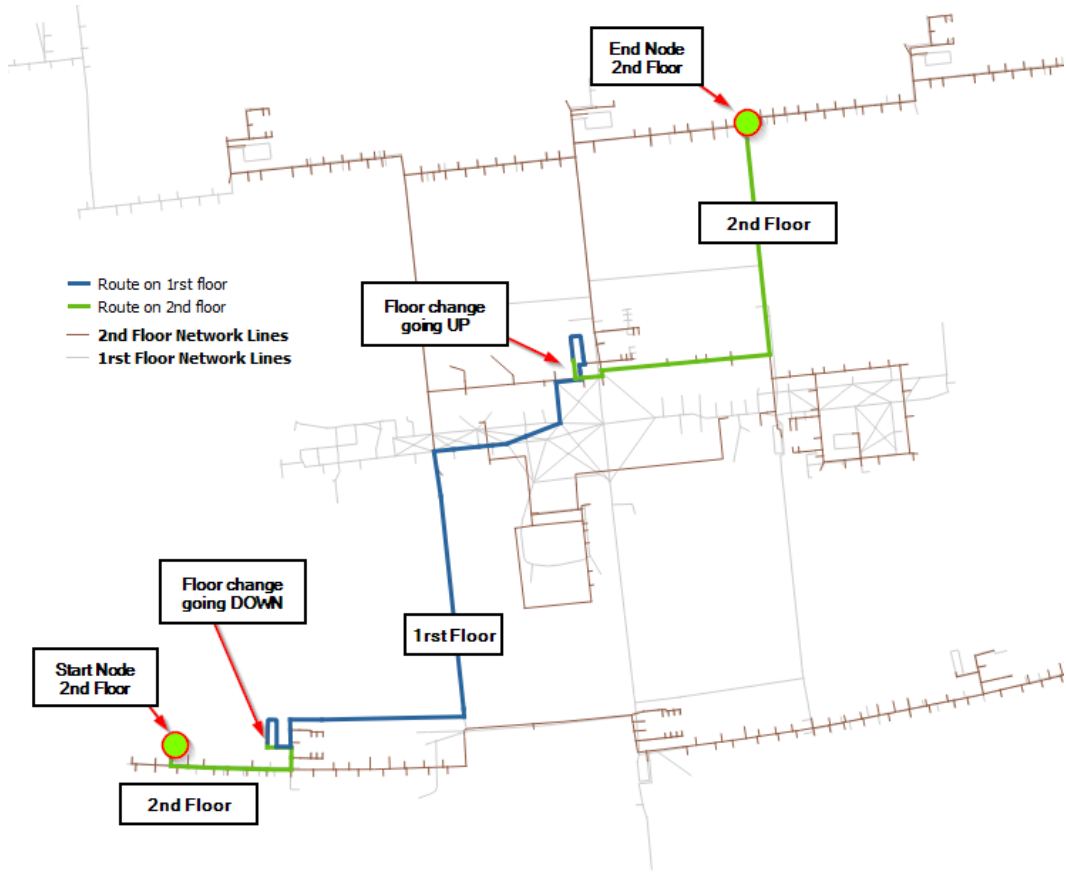 End Node
2nd Floor
2nd Floor
Route on 1rst floor
Route on 2nd floor
2nd Floor Network Lines
1rst Floor Network Lines
Floor change
going UP
Floor change
going DOWN
1rst Floor
Start Node
2nd Floor
2nd Floor